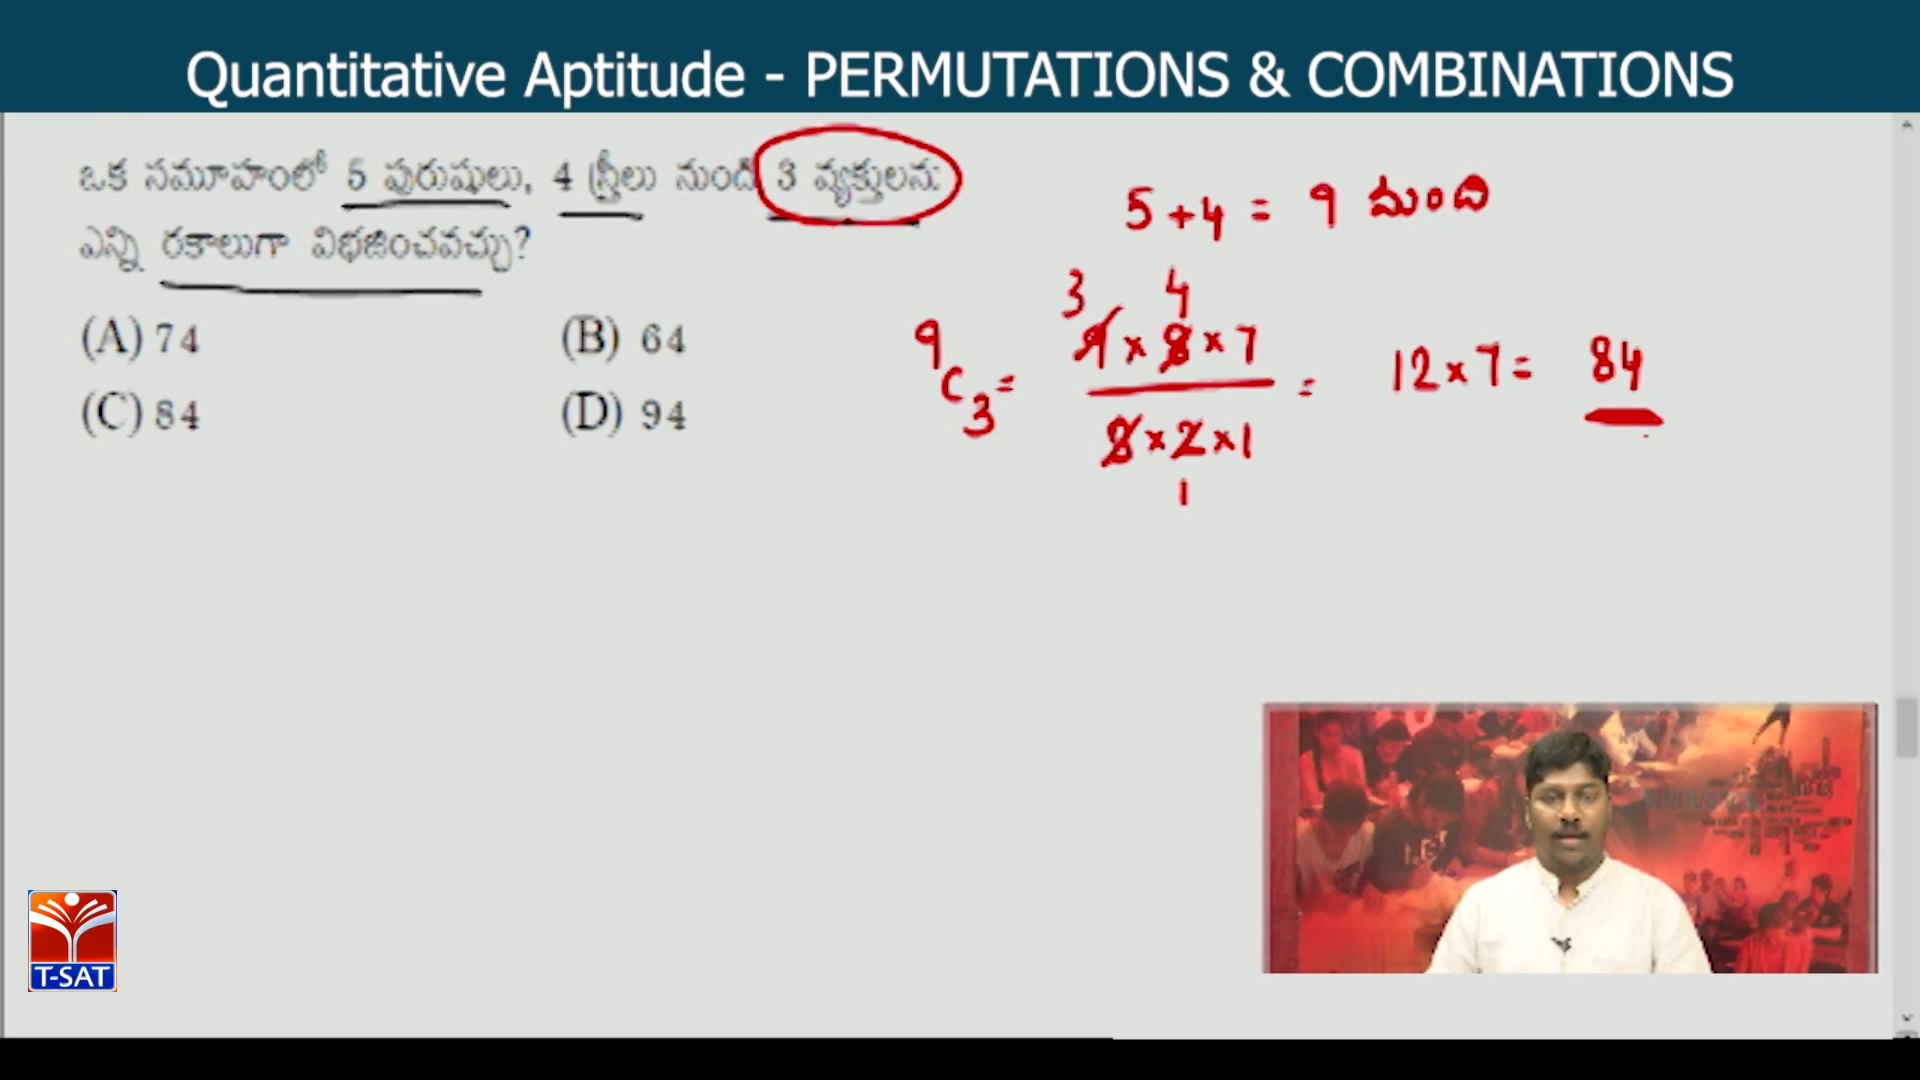 Quantitative Aptitude - PERMUTATIONS & COMBINATIONS
ఒక సమూహంలో 5 పురుషులు, 4 స్త్రీలు నుండి 3 వ్యక్తులను
ఎన్ని రకాలుగా విభజించవచ్చు?
(A) 74 (B) 64
(C) 84 (D) 94
5 + 4 = 9 మంది
3 4
9 × 8 × 7
9C3 = = 12 × 7 = 84
3 × 2 × 1
1
T-SAT